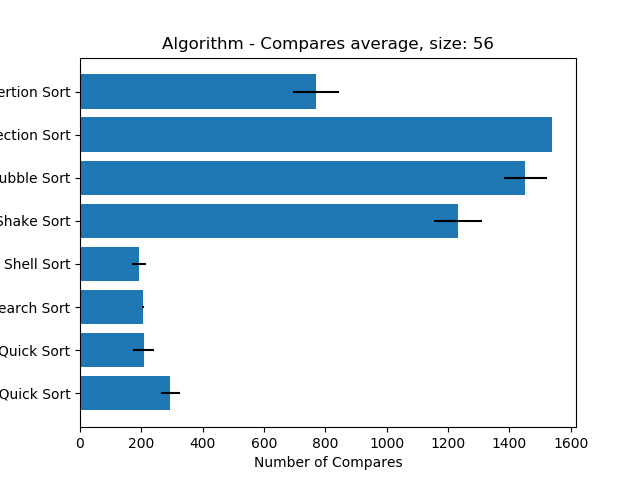 Algorithm - Compares average, size: 56
ertion Sort
ection Sort
ubble Sort
Shake Sort
Shell Sort
earch Sort
Quick Sort
Quick Sort
0 200 400 600 800 1000 1200 1400 1600
Number of Compares